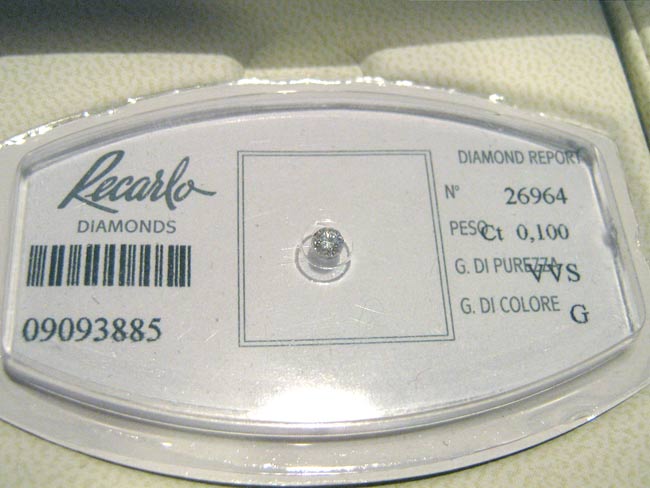 Recarlo
DIAMONDS
09093885
DIAMOND REPORT
N° 26964
PESO Ct 0,100
G. DI PUREZZA VVS
G. DI COLORE G